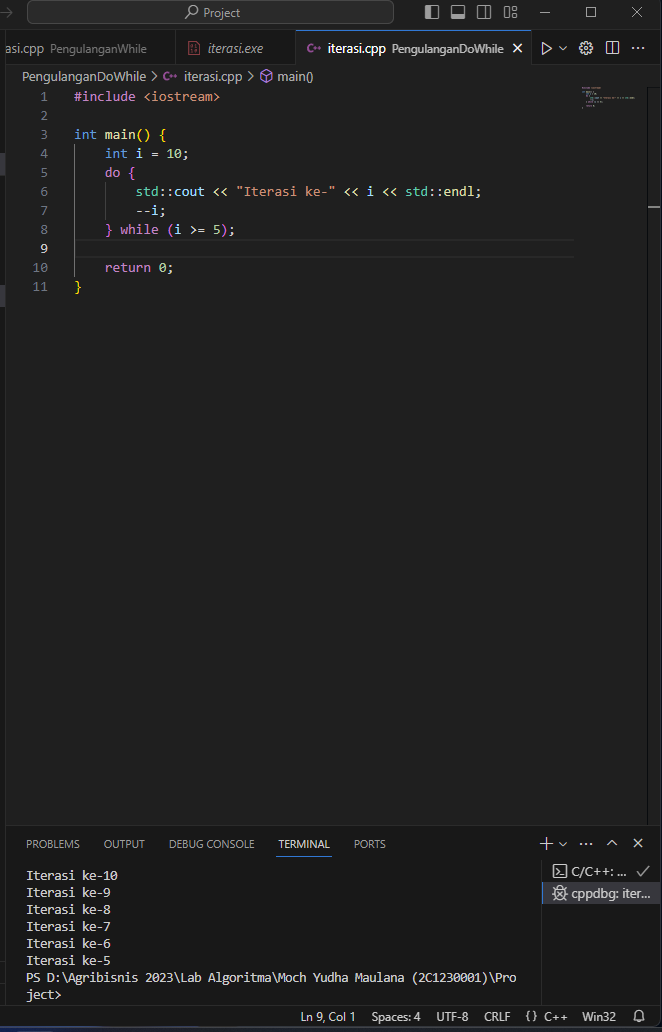 Project
asi.cpp PengulanganWhile iterasi.exe iterasi.cpp PengulanganDoWhile
PengulanganDoWhile > iterasi.cpp > main()
1 #include <iostream>
2
3 int main() {
4 int i = 10;
5 do {
6 std::cout << "Iterasi ke-" << i << std::endl;
7 --i;
8 } while (i >= 5);
9
10 return 0;
11 }
PROBLEMS OUTPUT DEBUG CONSOLE TERMINAL PORTS
Iterasi ke-10
Iterasi ke-9
Iterasi ke-8
Iterasi ke-7
Iterasi ke-6
Iterasi ke-5
PS D:\Agribisnis 2023\Lab Algoritma\Moch Yudha Maulana (2C1230001)\Pro
ject>
C/C++: ...
cppdbg: iter...
Ln 9, Col 1 Spaces: 4 UTF-8 CRLF {} C++ Win32